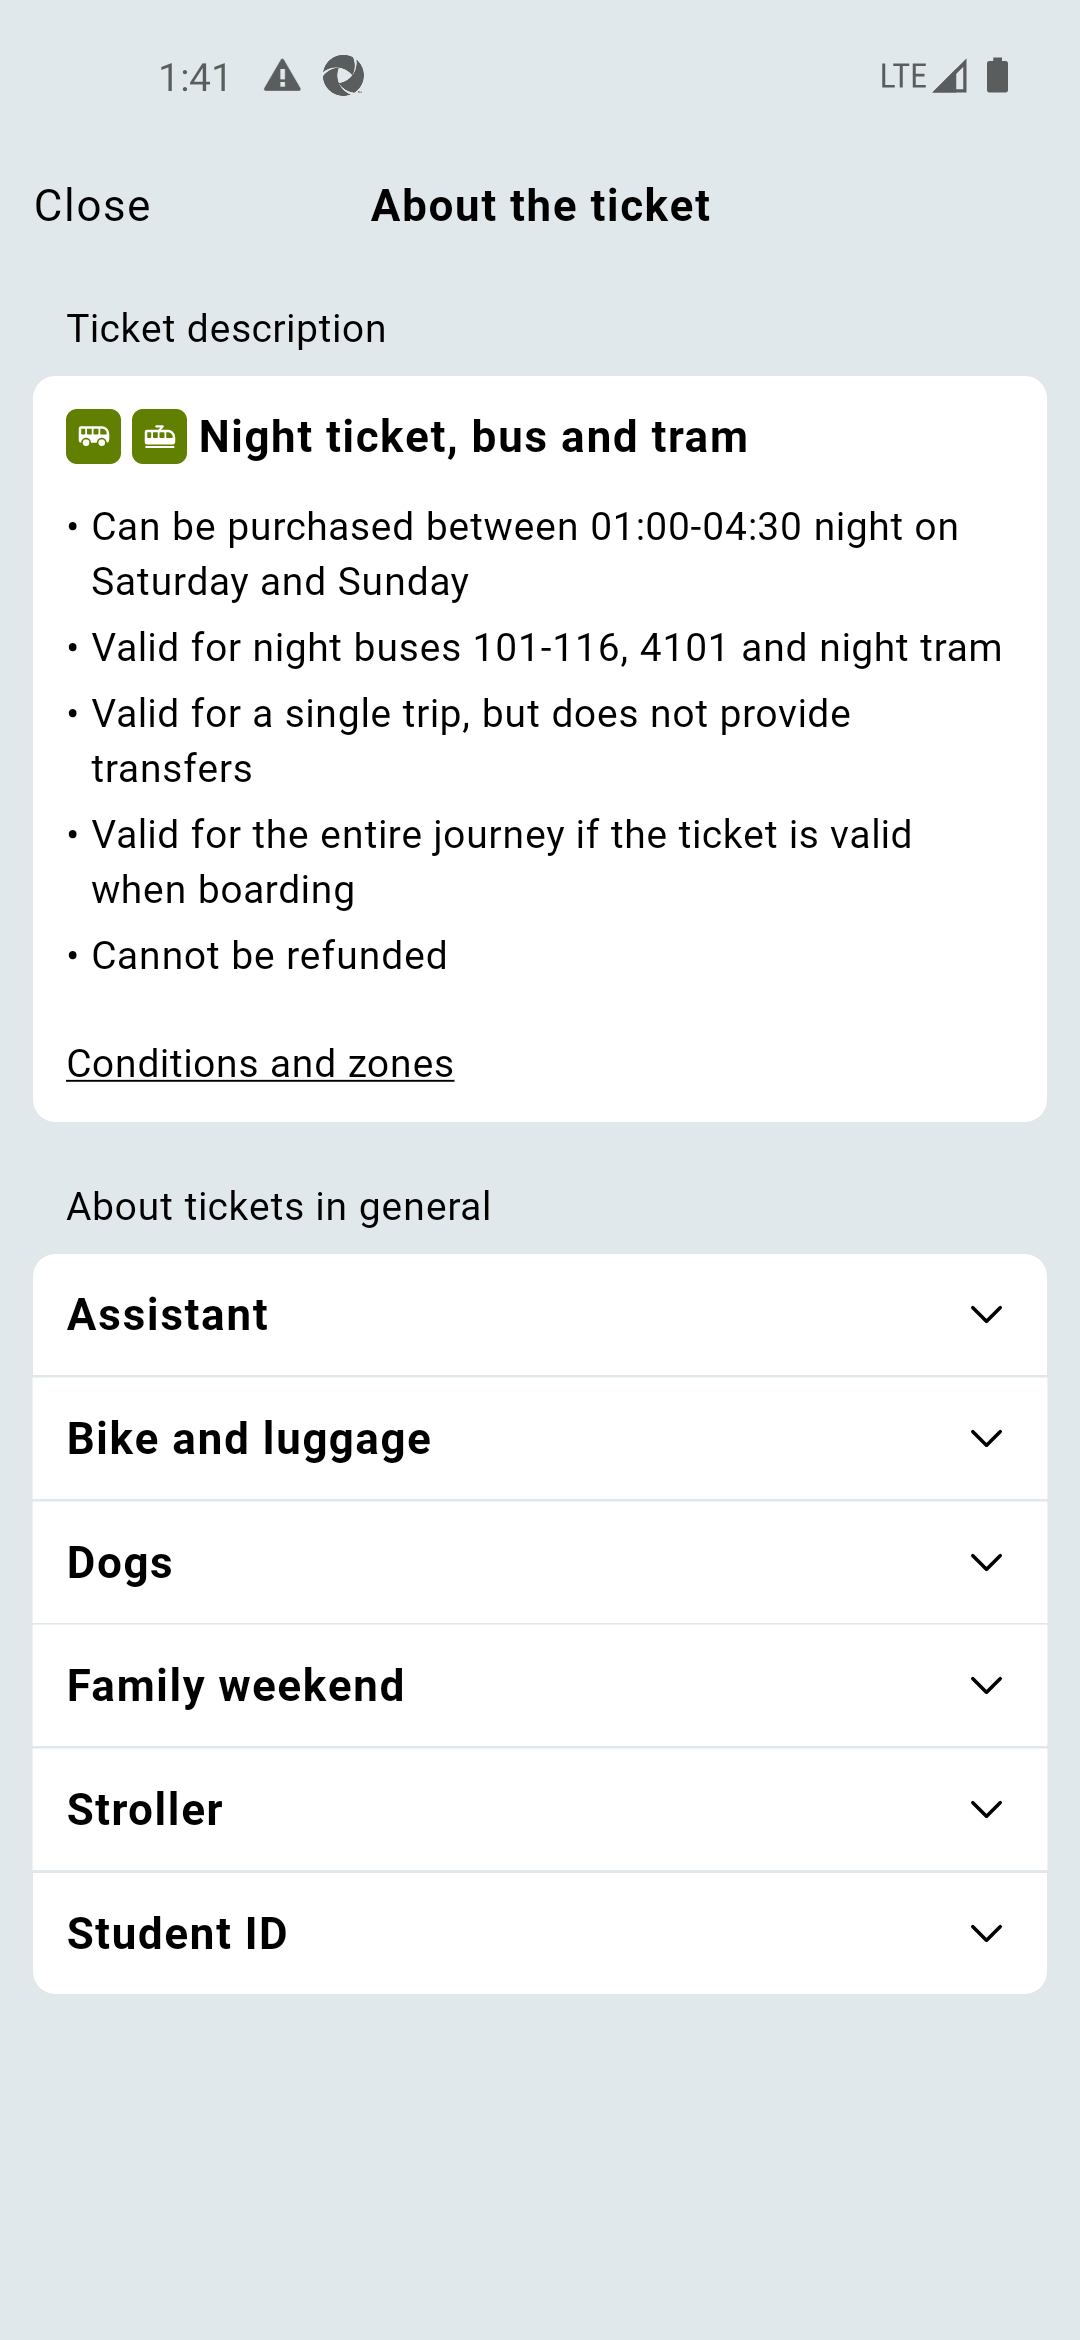 1:41
LTE
Close
About the ticket
Ticket description
Night ticket, bus and tram
• Can be purchased between 01:00-04:30 night on
Saturday and Sunday
• Valid for night buses 101-116, 4101 and night tram
• Valid for a single trip, but does not provide
transfers
• Valid for the entire journey if the ticket is valid
when boarding
• Cannot be refunded
Conditions and zones
About tickets in general
Assistant
Bike and luggage
Dogs
Family weekend
Stroller
Student ID